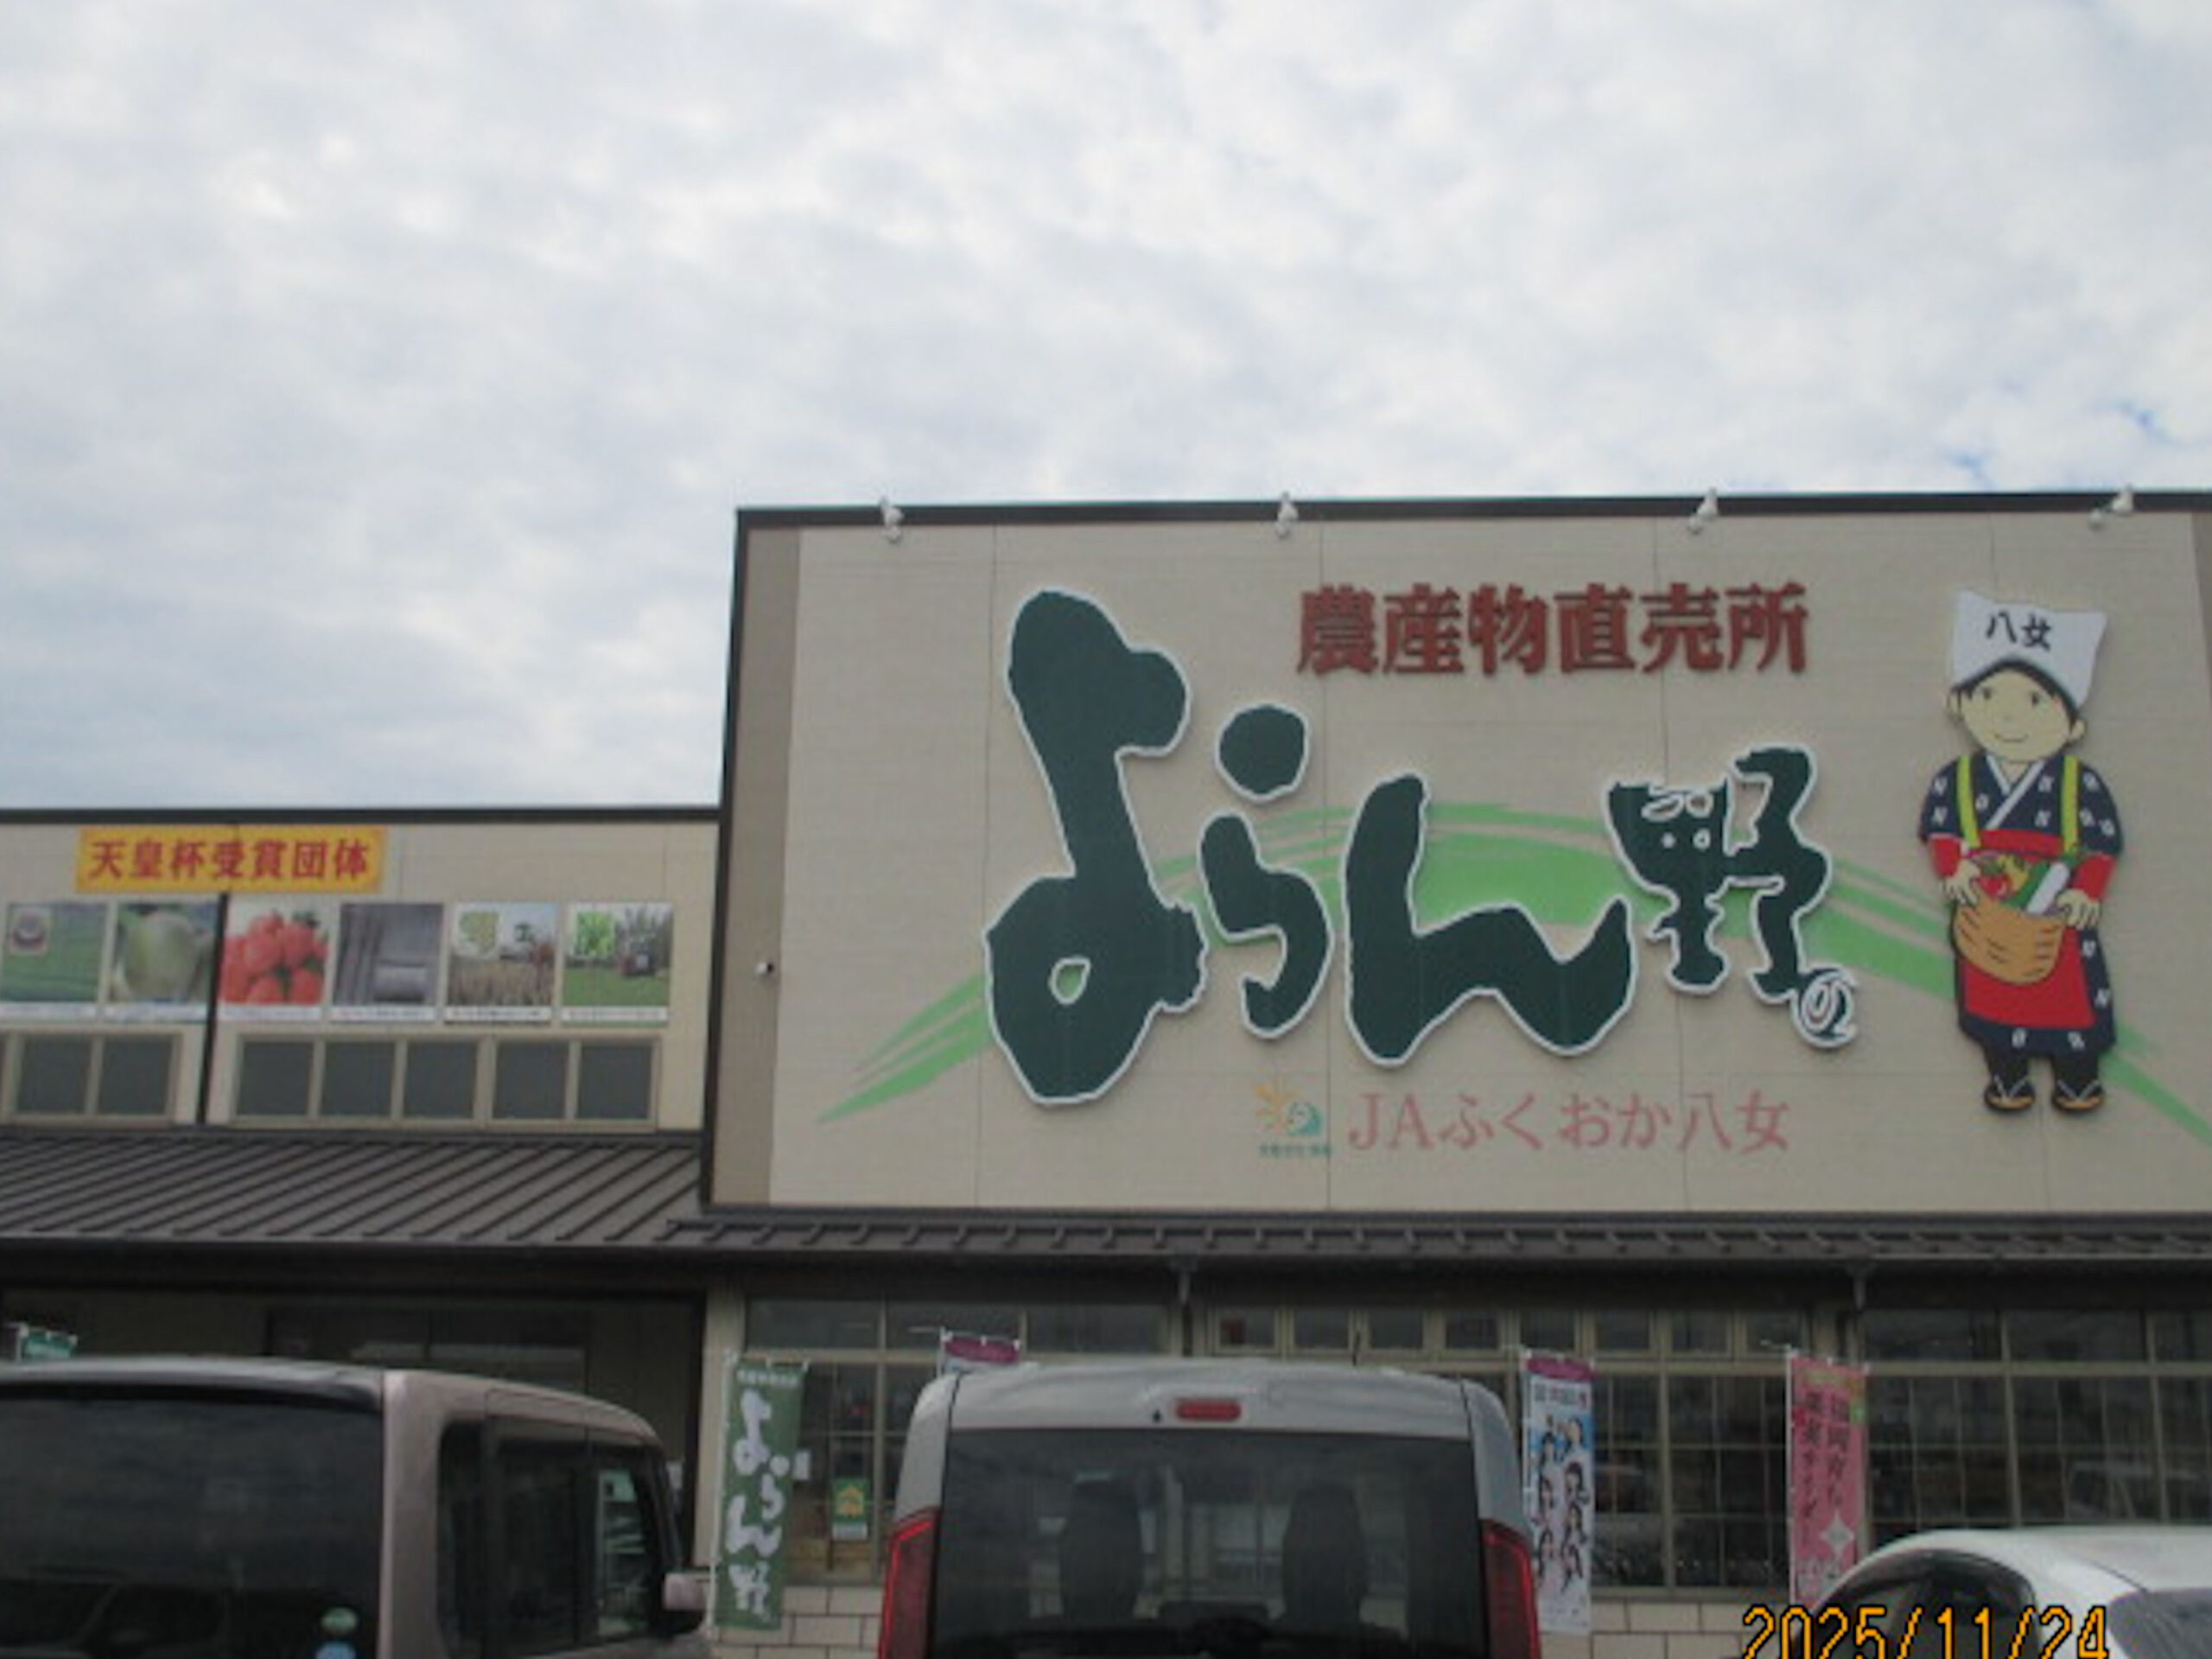 農産物直売所
八女
よらん野
の
JAふくおか八女
天皇杯受賞団体
よらん野
2025/11/24